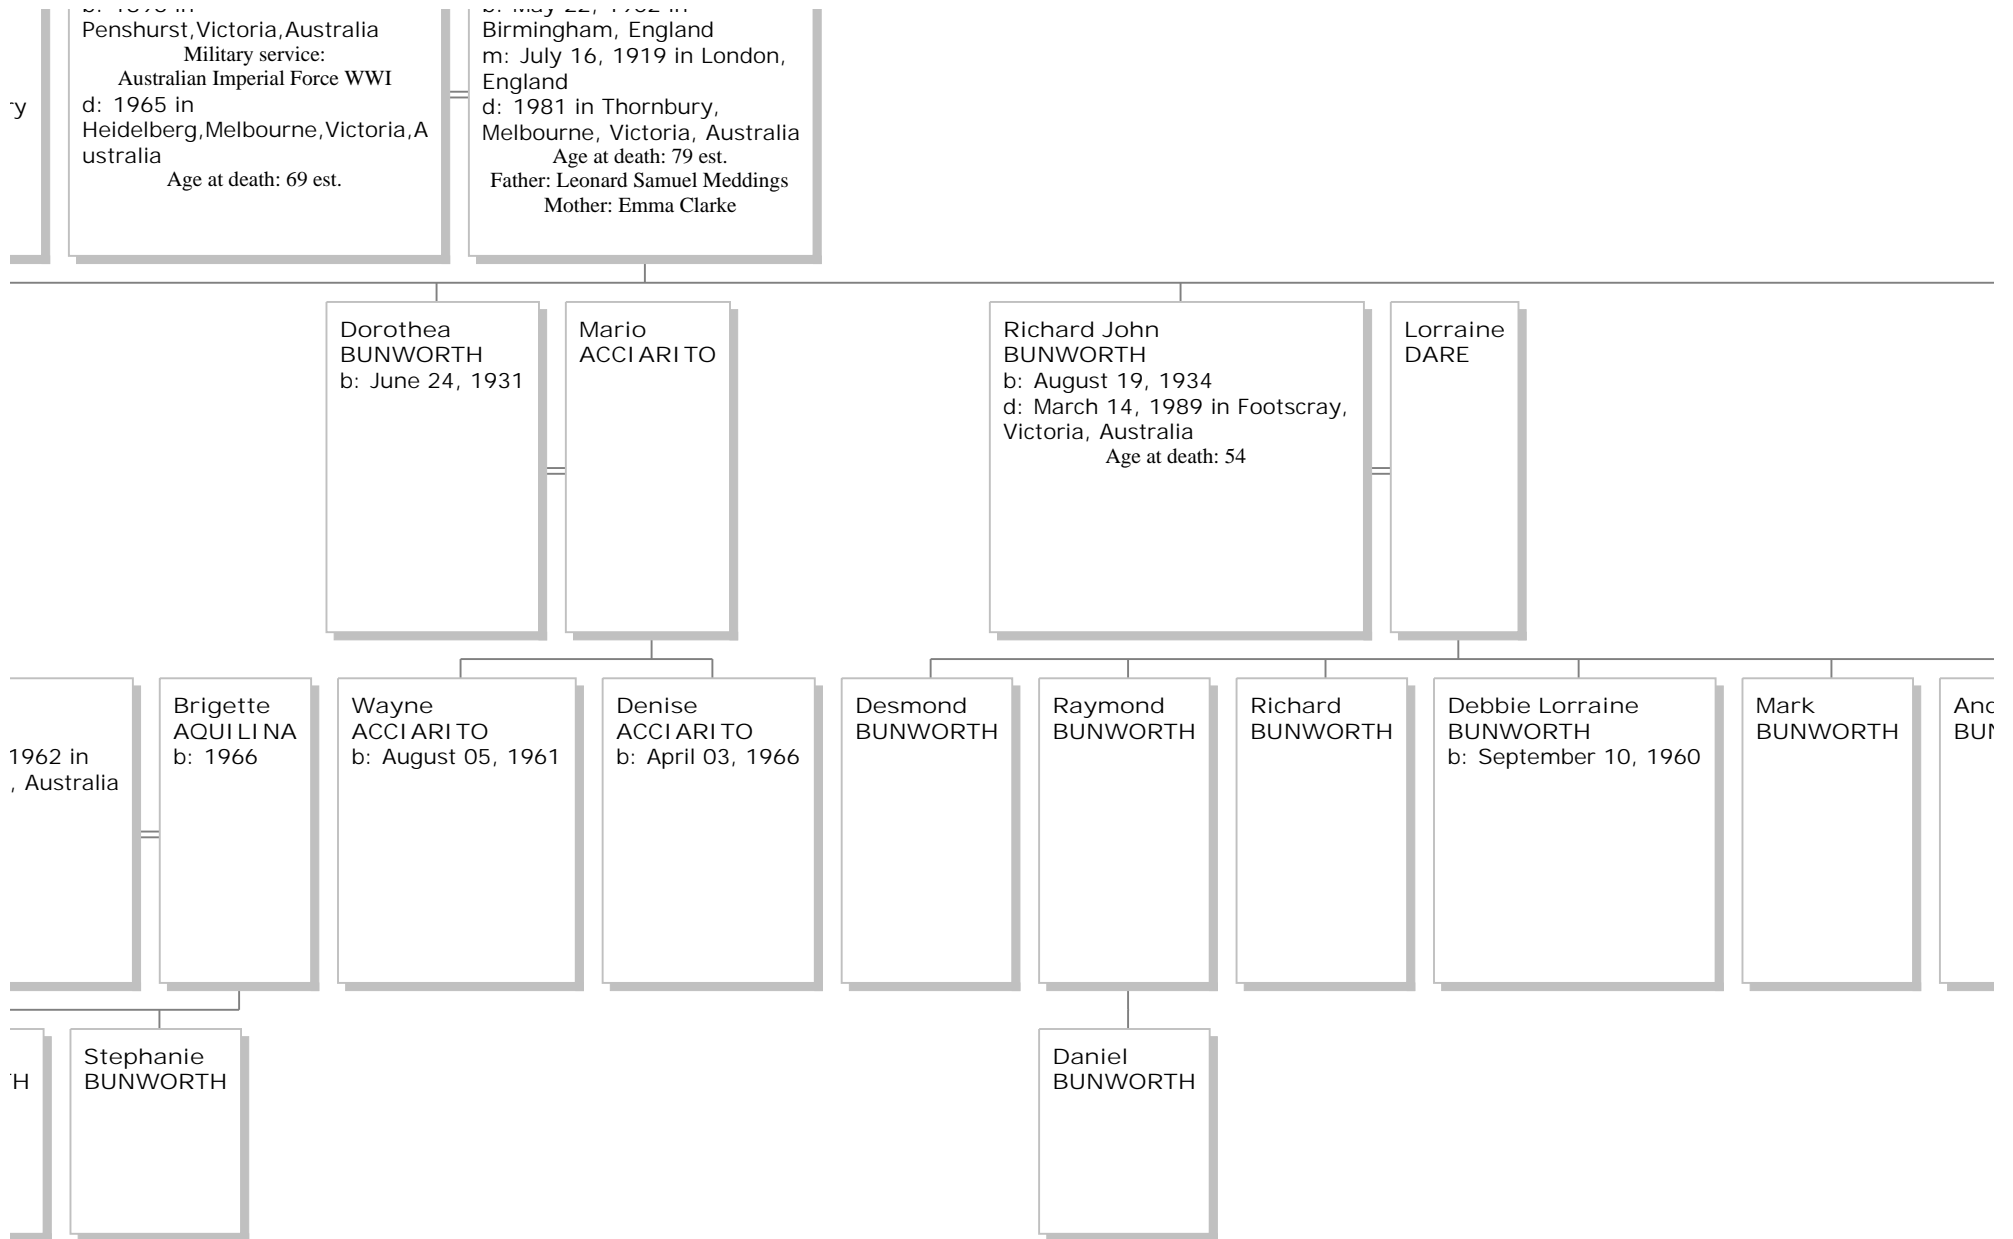 Penshurst,Victoria,Australia
Military service:
Australian Imperial Force WWI
d: 1965 in
Heidelberg,Melbourne,Victoria,A
ustralia
Age at death: 69 est.
Birmingham, England
m: July 16, 1919 in London,
England
d: 1981 in Thornbury,
Melbourne, Victoria, Australia
Age at death: 79 est.
Father: Leonard Samuel Meddings
Mother: Emma Clarke
ry
Dorothea
BUNWORTH
b: June 24, 1931
Mario
ACCIARITO
Richard John
BUNWORTH
b: August 19, 1934
d: March 14, 1989 in Footscray,
Victoria, Australia
Age at death: 54
Lorraine
DARE
1962 in
, Australia
Brigette
AQUILINA
b: 1966
Wayne
ACCIARITO
b: August 05, 1961
Denise
ACCIARITO
b: April 03, 1966
Desmond
BUNWORTH
Raymond
BUNWORTH
Richard
BUNWORTH
Debbie Lorraine
BUNWORTH
b: September 10, 1960
Mark
BUNWORTH
TH
Stephanie
BUNWORTH
Daniel
BUNWORTH